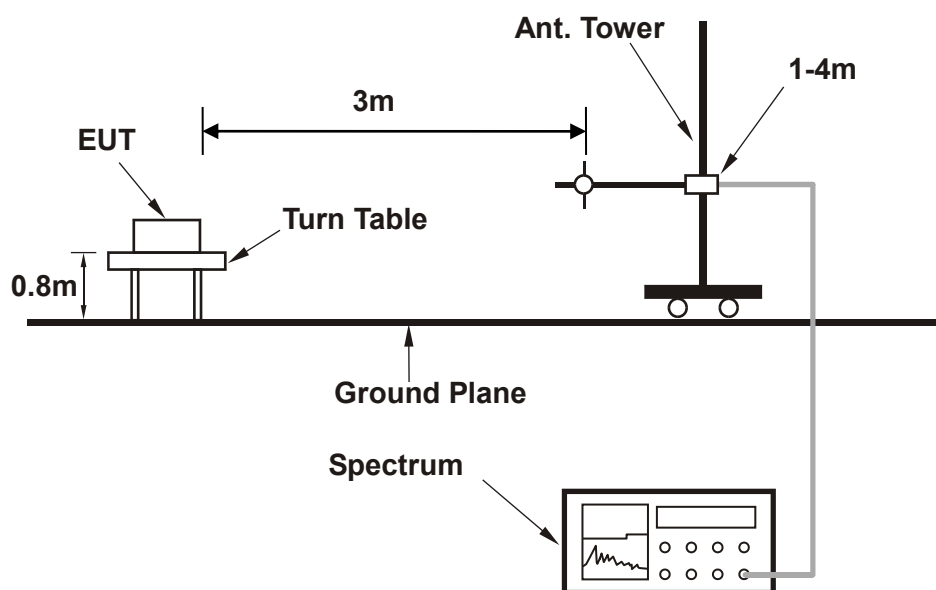 Ant. Tower
1-4m
3m
EUT
Turn Table
0.8m
Ground Plane
Spectrum